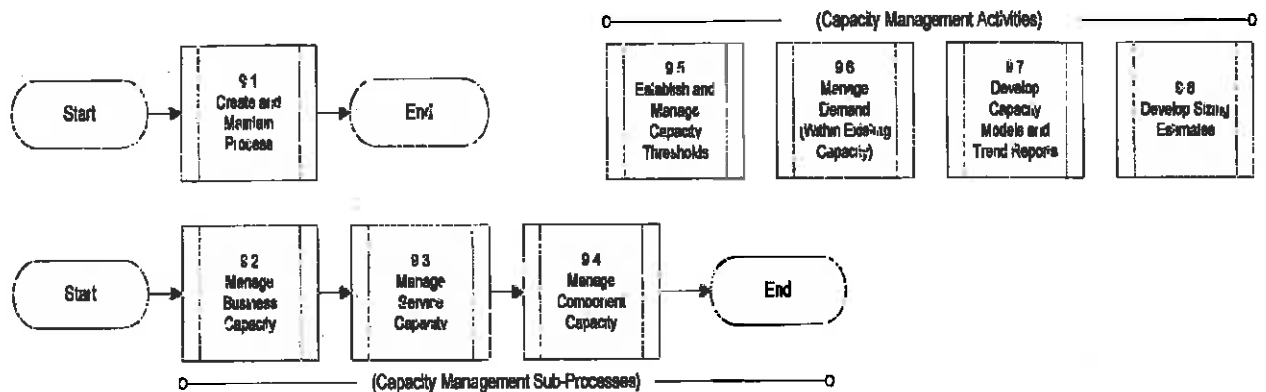 (Capacity Management Activities)
Start
9.1
Create and
Maintain
Process
End
9.5
Establish and
Manage
Capacity
Thresholds
9.6
Manage
Demand
(Within Existing
Capacity)
9.7
Develop
Capacity
Models and
Trend Reports
9.8
Develop Sizing
Estimates
Start
9.2
Manage
Business
Capacity
9.3
Manage
Service
Capacity
9.4
Manage
Component
Capacity
End
(Capacity Management Sub-Processes)